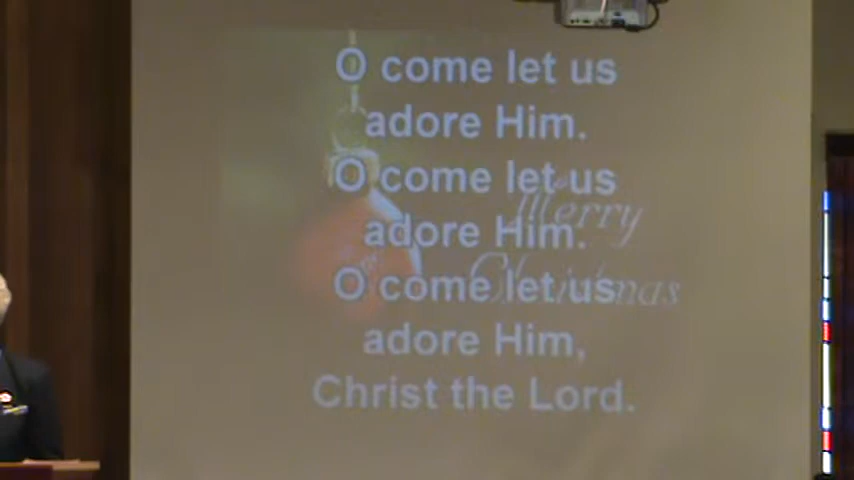 O come let us
adore Him.
O come let us
adore Him.
O come let us
adore Him,
Christ the Lord.
Merry
Christmas